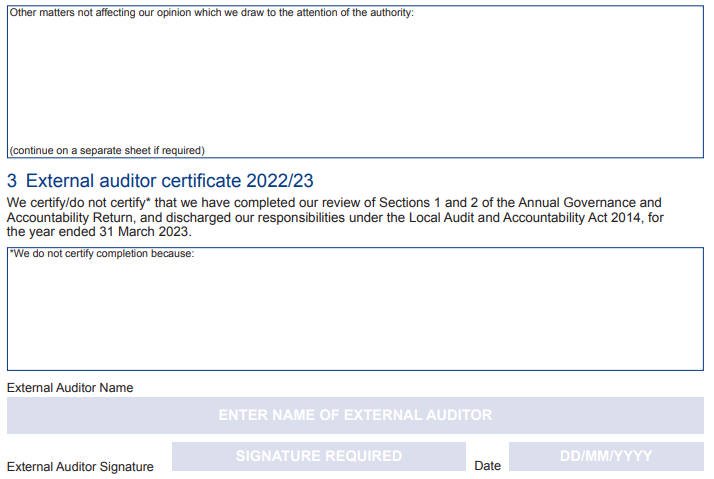 Other matters not affecting our opinion which we draw to the attention of the authority:
(continue on a separate sheet if required)
3 External auditor certificate 2022/23
We certify/do not certify* that we have completed our review of Sections 1 and 2 of the Annual Governance and
Accountability Return, and discharged our responsibilities under the Local Audit and Accountability Act 2014, for
the year ended 31 March 2023.
*We do not certify completion because:
External Auditor Name
ENTER NAME OF EXTERNAL AUDITOR
External Auditor Signature SIGNATURE REQUIRED Date DD/MM/YYYY